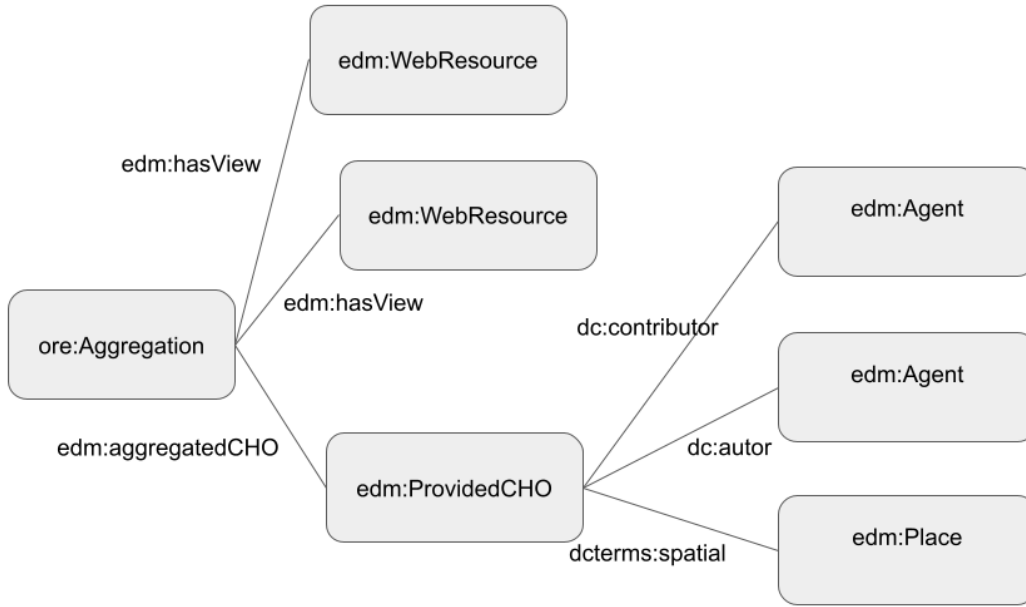 edm:WebResource
edm:hasView
edm:WebResource
edm:Agent
edm:hasView
dc:contributor
ore:Aggregation
edm:Agent
edm:aggregatedCHO
dc:autor
edm:ProvidedCHO
edm:Place
dcterms:spatial